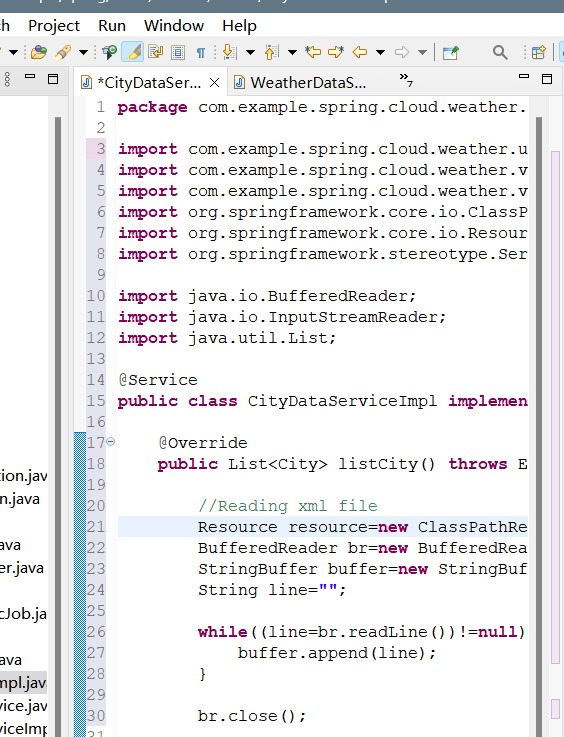 Project Run Window Help
*CityDataSer... WeatherDataS... 7
1 package com.example.spring.cloud.weather.
2
3 import com.example.spring.cloud.weather.u
4 import com.example.spring.cloud.weather.v
5 import com.example.spring.cloud.weather.v
6 import org.springframework.core.io.ClassP
7 import org.springframework.core.io.Resour
8 import org.springframework.stereotype.Ser
9
10 import java.io.BufferedReader;
11 import java.io.InputStreamReader;
12 import java.util.List;
13
14 @Service
15 public class CityDataServiceImpl implemen
16
17 @Override
18 public List<City> listCity() throws E
19
20 //Reading xml file
21 Resource resource=new ClassPathRe
22 BufferedReader br=new BufferedRea
23 StringBuffer buffer=new StringBuf
24 String line="";
25
26 while((line=br.readLine())!=null)
27 buffer.append(line);
28 }
29
30 br.close();
31
tion.jav
n.java
ava
er.java
cJob.ja
ava
mpl.jav
vice.jav
viceImp